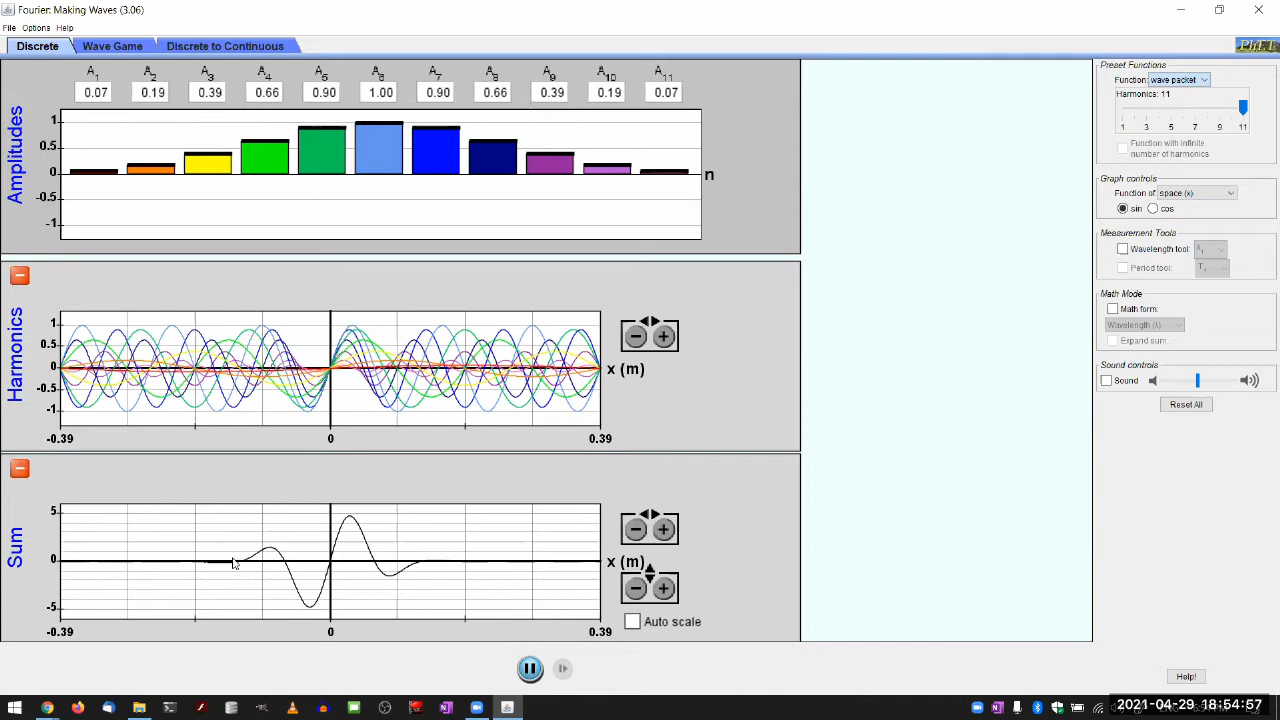 Fourier: Making Waves (3.06)
File Options Help
Discrete Wave Game Discrete to Continuous PhET
A1 A2 A3 A4 A5 A6 A7 A8 A9 A10 A11
0.07 0.19 0.39 0.66 0.90 1.00 0.90 0.66 0.39 0.19 0.07
Amplitudes
1
0.5
0
-0.5
-1
n
Harmonics
1
0.5
0
-0.5
-1
x (m)
-0.39 0 0.39
Sum
5
0
-5
x (m)
-0.39 0 0.39
Auto scale
Preset Functions
Function: wave packet
Harmonics: 11
1 3 5 7 9 11
Function with infinite
number of harmonics
Graph controls
Function of space (x)
sin cos
Measurement Tools
Wavelength tool: λ1
Period tool: T1
Math Mode
Math form:
Wavelength (λ)
Expand sum...
Sound controls
Sound
Reset All
Help!
2021-04-29 18:54:57